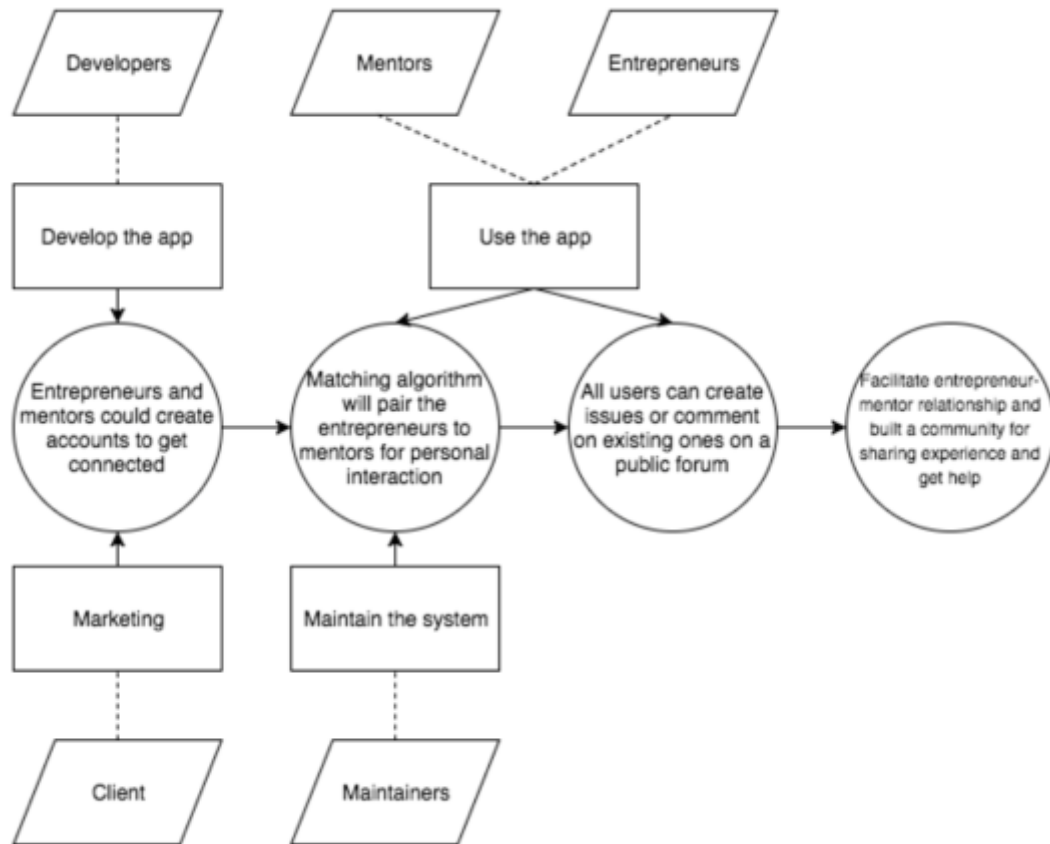 Developers
Mentors
Entrepreneurs
Develop the app
Use the app
Entrepreneurs and
mentors could create
accounts to get
connected
Matching algorithm
will pair the
entrepreneurs to
mentors for personal
interaction
All users can create
issues or comment
on existing ones on a
public forum
Facilitate entrepreneur-
mentor relationship and
built a community for
sharing experience and
get help
Marketing
Maintain the system
Client
Maintainers